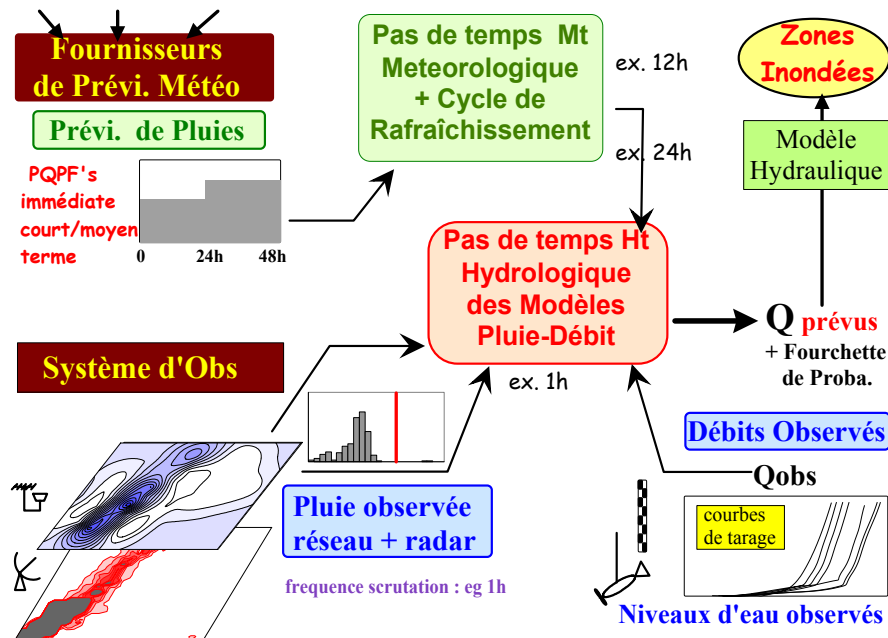 Fournisseurs
de Prévi. Météo
Prévi. de Pluies
PQPF's
immédiate
court/moyen
terme
0 24h 48h
Pas de temps Mt
Meteorologique
+ Cycle de
Rafraîchissement
ex. 12h
ex. 24h
Zones
Inondées
Modèle
Hydraulique
Pas de temps Ht
Hydrologique
des Modèles
Pluie-Débit
ex. 1h
Q prévus
+ Fourchette
de Proba.
Système d'Obs
Pluie observée
réseau + radar
frequence scrutation : eg 1h
Débits Observés
Qobs
courbes
de tarage
Niveaux d'eau observés